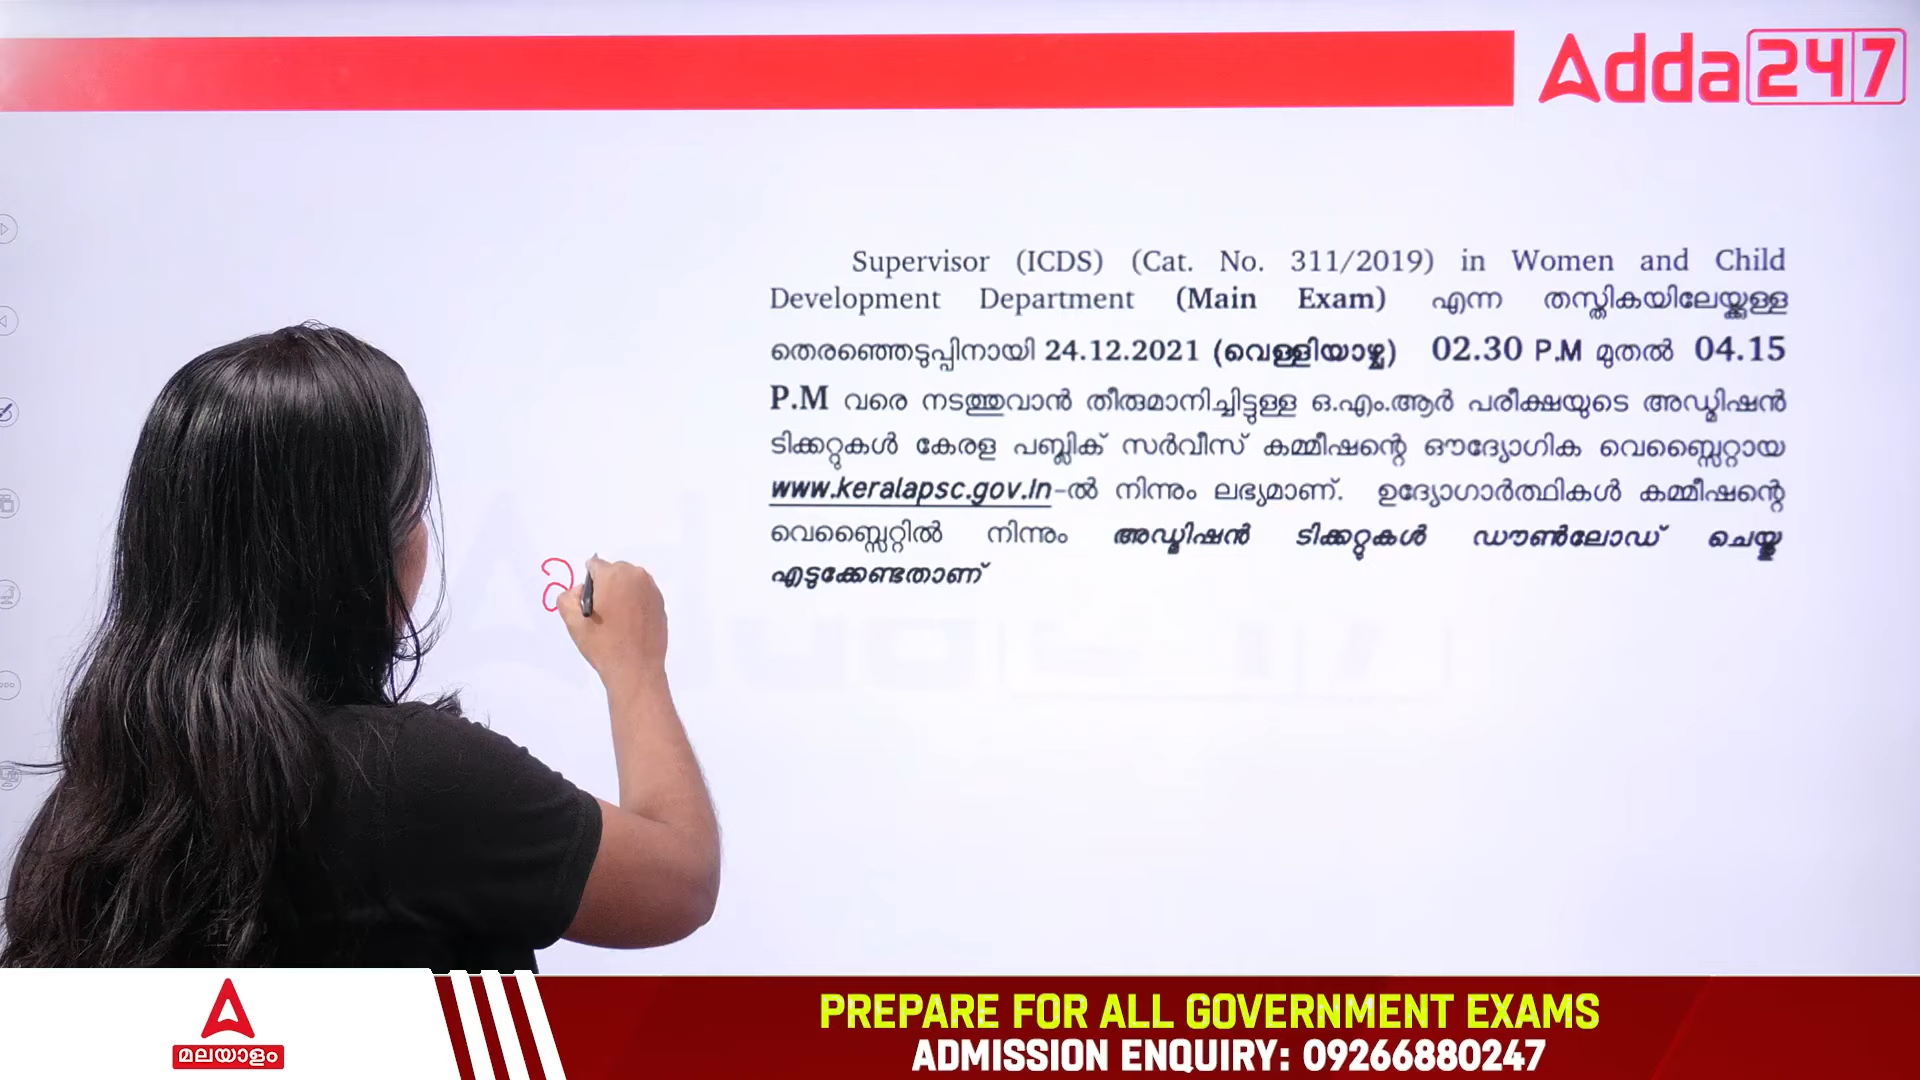 Adda247
Supervisor (ICDS) (Cat. No. 311/2019) in Women and Child
Development Department (Main Exam) എന്ന തസ്തികയിലേയ്ക്കുള്ള
തെരഞ്ഞെടുപ്പിനായി 24.12.2021 (വെള്ളിയാഴ്ച) 02.30 P.M മുതൽ 04.15
P.M വരെ നടത്തുവാൻ തീരുമാനിച്ചിട്ടുള്ള ഒ.എം.ആർ പരീക്ഷയുടെ അഡ്മിഷൻ
ടിക്കറ്റുകൾ കേരള പബ്ലിക് സർവീസ് കമ്മീഷന്റെ ഔദ്യോഗിക വെബ്സൈറ്റായ
www.keralapsc.gov.in-ൽ നിന്നും ലഭ്യമാണ്. ഉദ്യോഗാർത്ഥികൾ കമ്മീഷന്റെ
വെബ്സൈറ്റിൽ നിന്നും അഡ്മിഷൻ ടിക്കറ്റുകൾ ഡൗൺലോഡ് ചെയ്തു
എടുക്കേണ്ടതാണ്
മലയാളം
PREPARE FOR ALL GOVERNMENT EXAMS
ADMISSION ENQUIRY: 09266880247